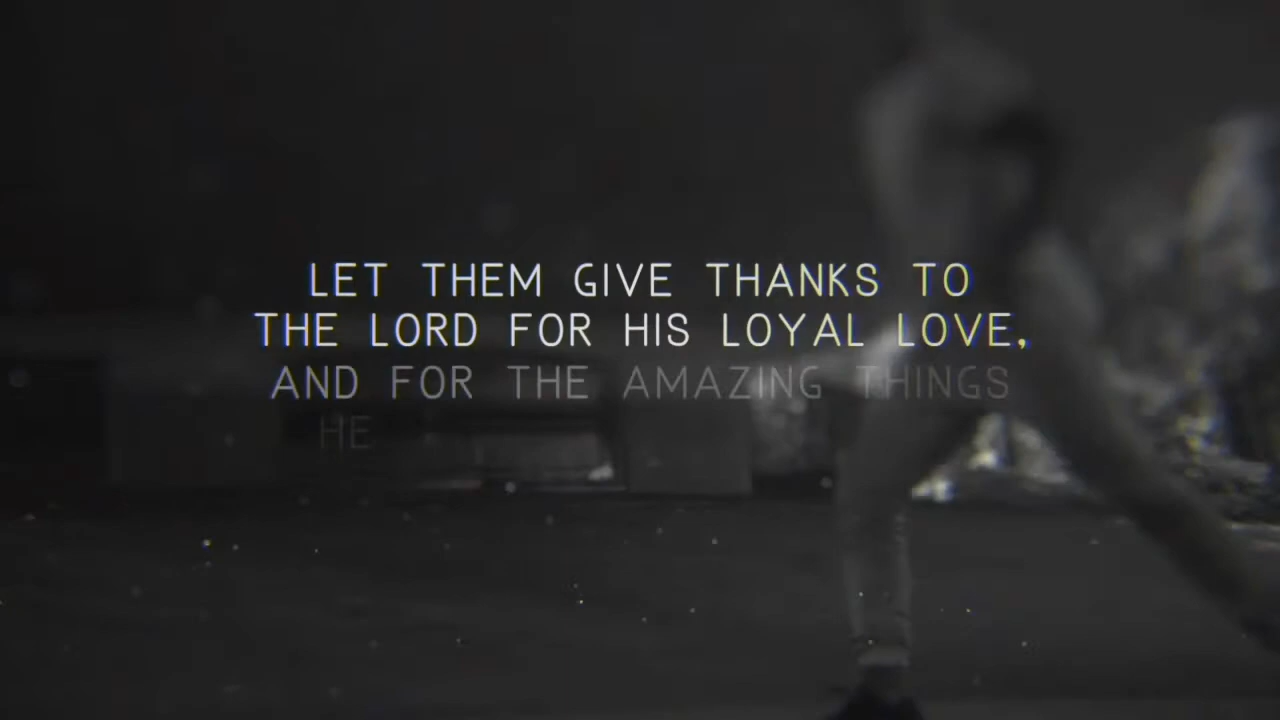 LET THEM GIVE THANKS TO
THE LORD FOR HIS LOYAL LOVE,
AND FOR THE AMAZING THINGS
HE